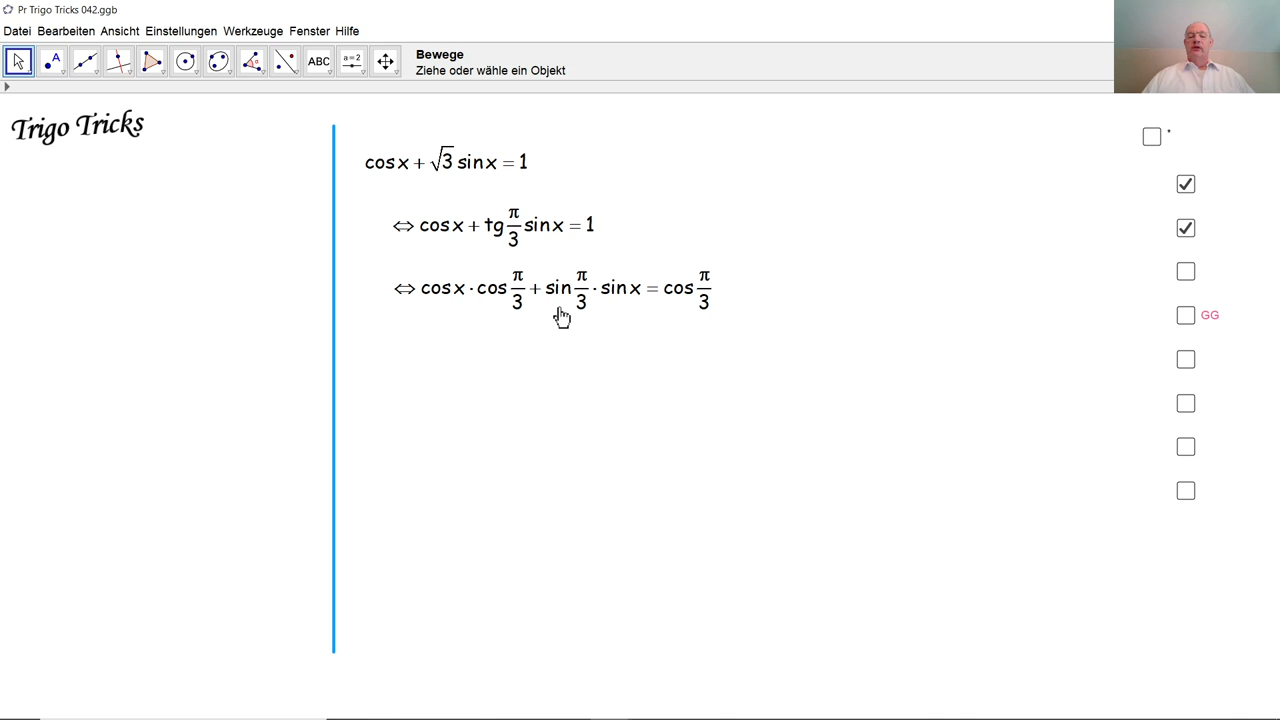 Pr Trigo Tricks 042.ggb
Datei Bearbeiten Ansicht Einstellungen Werkzeuge Fenster Hilfe
A ABC a=2 Bewege
Ziehe oder wähle ein Objekt
Trigo Tricks
cos x + √3 sin x = 1
⇔ cos x + tg π/3 sin x = 1
⇔ cos x · cos π/3 + sin π/3 · sin x = cos π/3
GG